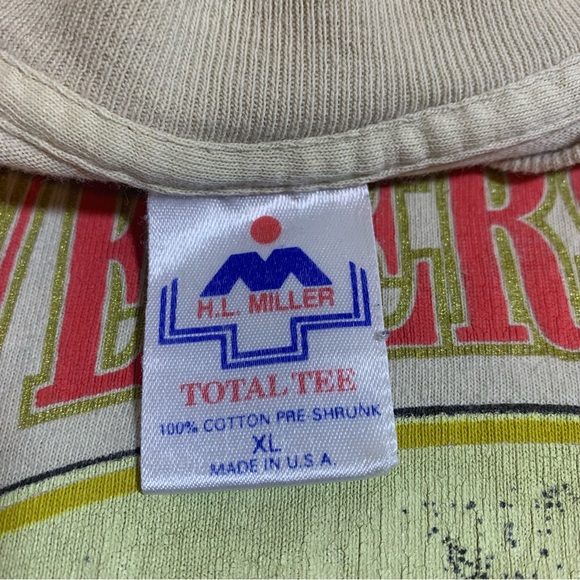 H.L. MILLER
TOTAL TEE
100% COTTON PRE-SHRUNK
XL
MADE IN U.S.A.